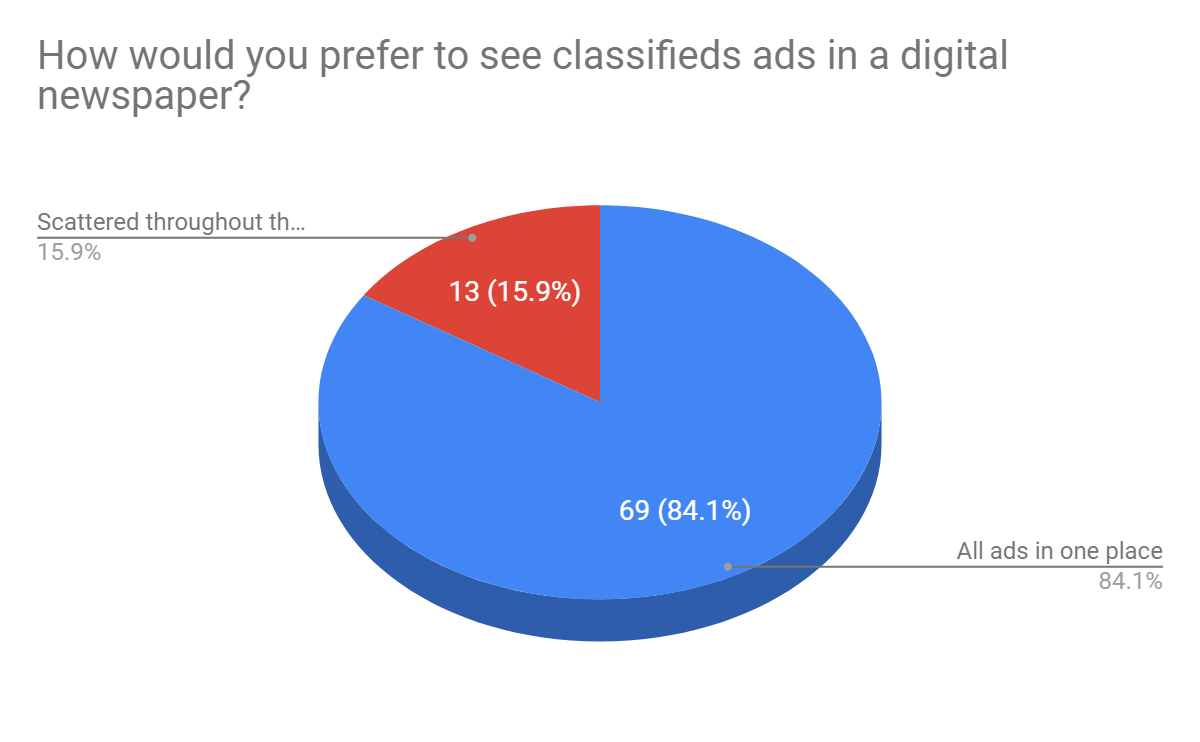 How would you prefer to see classifieds ads in a digital
newspaper?
Scattered throughout th...
15.9%
13 (15.9%)
69 (84.1%)
All ads in one place
84.1%